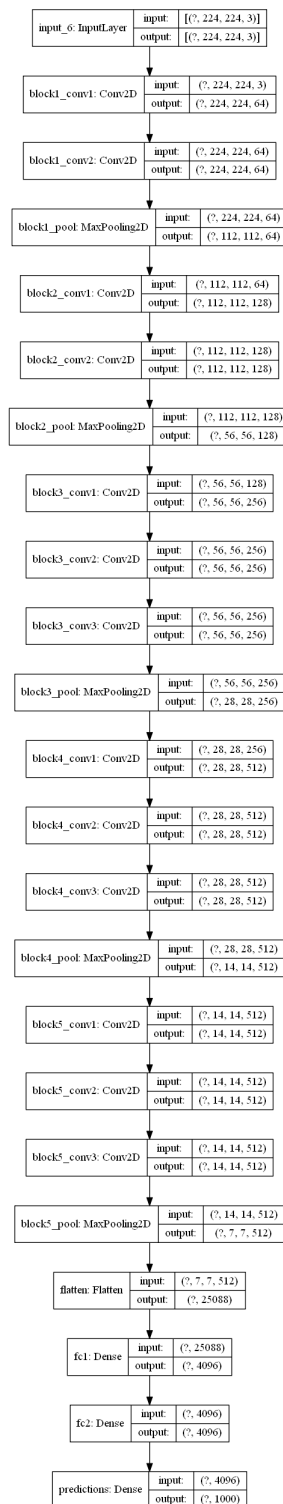 input_6: InputLayer input: [(?, 224, 224, 3)]
output: [(?, 224, 224, 3)]
block1_conv1: Conv2D input: (?, 224, 224, 3)
output: (?, 224, 224, 64)
block1_conv2: Conv2D input: (?, 224, 224, 64)
output: (?, 224, 224, 64)
block1_pool: MaxPooling2D input: (?, 224, 224, 64)
output: (?, 112, 112, 64)
block2_conv1: Conv2D input: (?, 112, 112, 64)
output: (?, 112, 112, 128)
block2_conv2: Conv2D input: (?, 112, 112, 128)
output: (?, 112, 112, 128)
block2_pool: MaxPooling2D input: (?, 112, 112, 128)
output: (?, 56, 56, 128)
block3_conv1: Conv2D input: (?, 56, 56, 128)
output: (?, 56, 56, 256)
block3_conv2: Conv2D input: (?, 56, 56, 256)
output: (?, 56, 56, 256)
block3_conv3: Conv2D input: (?, 56, 56, 256)
output: (?, 56, 56, 256)
block3_pool: MaxPooling2D input: (?, 56, 56, 256)
output: (?, 28, 28, 256)
block4_conv1: Conv2D input: (?, 28, 28, 256)
output: (?, 28, 28, 512)
block4_conv2: Conv2D input: (?, 28, 28, 512)
output: (?, 28, 28, 512)
block4_conv3: Conv2D input: (?, 28, 28, 512)
output: (?, 28, 28, 512)
block4_pool: MaxPooling2D input: (?, 28, 28, 512)
output: (?, 14, 14, 512)
block5_conv1: Conv2D input: (?, 14, 14, 512)
output: (?, 14, 14, 512)
block5_conv2: Conv2D input: (?, 14, 14, 512)
output: (?, 14, 14, 512)
block5_conv3: Conv2D input: (?, 14, 14, 512)
output: (?, 14, 14, 512)
block5_pool: MaxPooling2D input: (?, 14, 14, 512)
output: (?, 7, 7, 512)
flatten: Flatten input: (?, 7, 7, 512)
output: (?, 25088)
fc1: Dense input: (?, 25088)
output: (?, 4096)
fc2: Dense input: (?, 4096)
output: (?, 4096)
predictions: Dense input: (?, 4096)
output: (?, 1000)